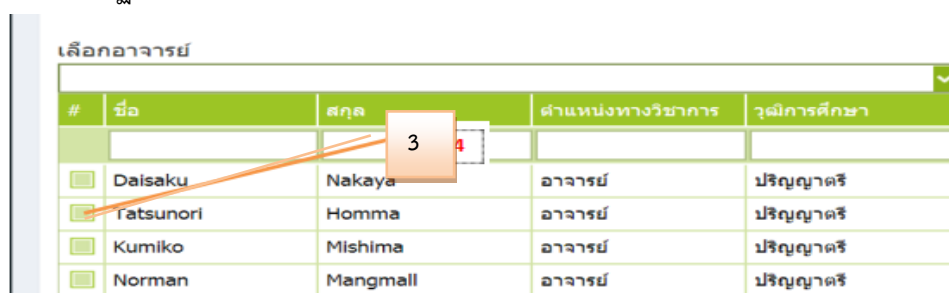 เลือกอาจารย์
# ชื่อ สกุล ตำแหน่งทางวิชาการ วุฒิการศึกษา
3 4
Daisaku Nakaya อาจารย์ ปริญญาตรี
Tatsunori Homma อาจารย์ ปริญญาตรี
Kumiko Mishima อาจารย์ ปริญญาตรี
Norman Mangmall อาจารย์ ปริญญาตรี